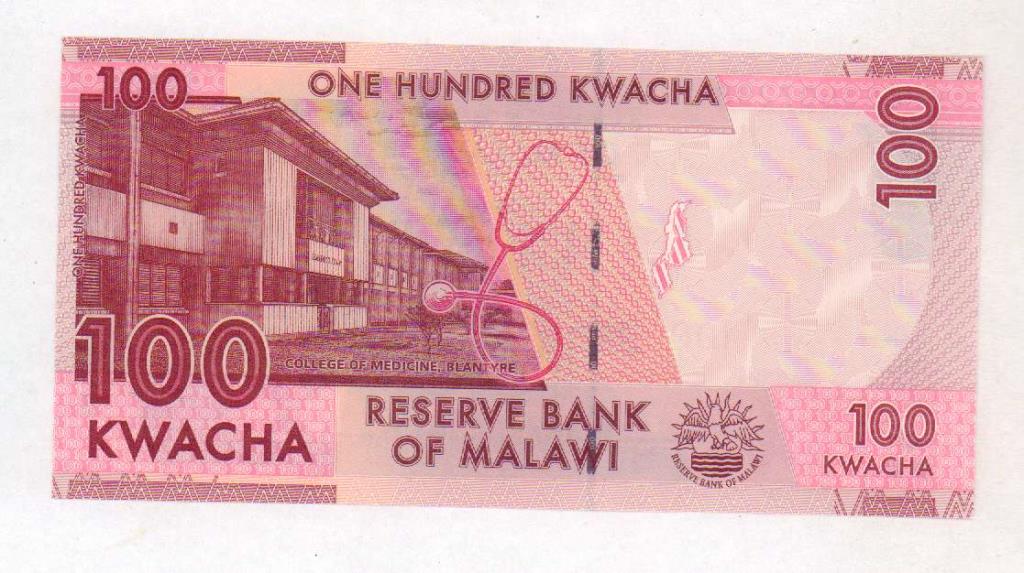 100
ONE HUNDRED KWACHA
100
ONE HUNDRED KWACHA
100
COLLEGE OF MEDICINE, BLANTYRE
KWACHA
RESERVE BANK
OF MALAWI
RESERVE BANK OF MALAWI
100
KWACHA